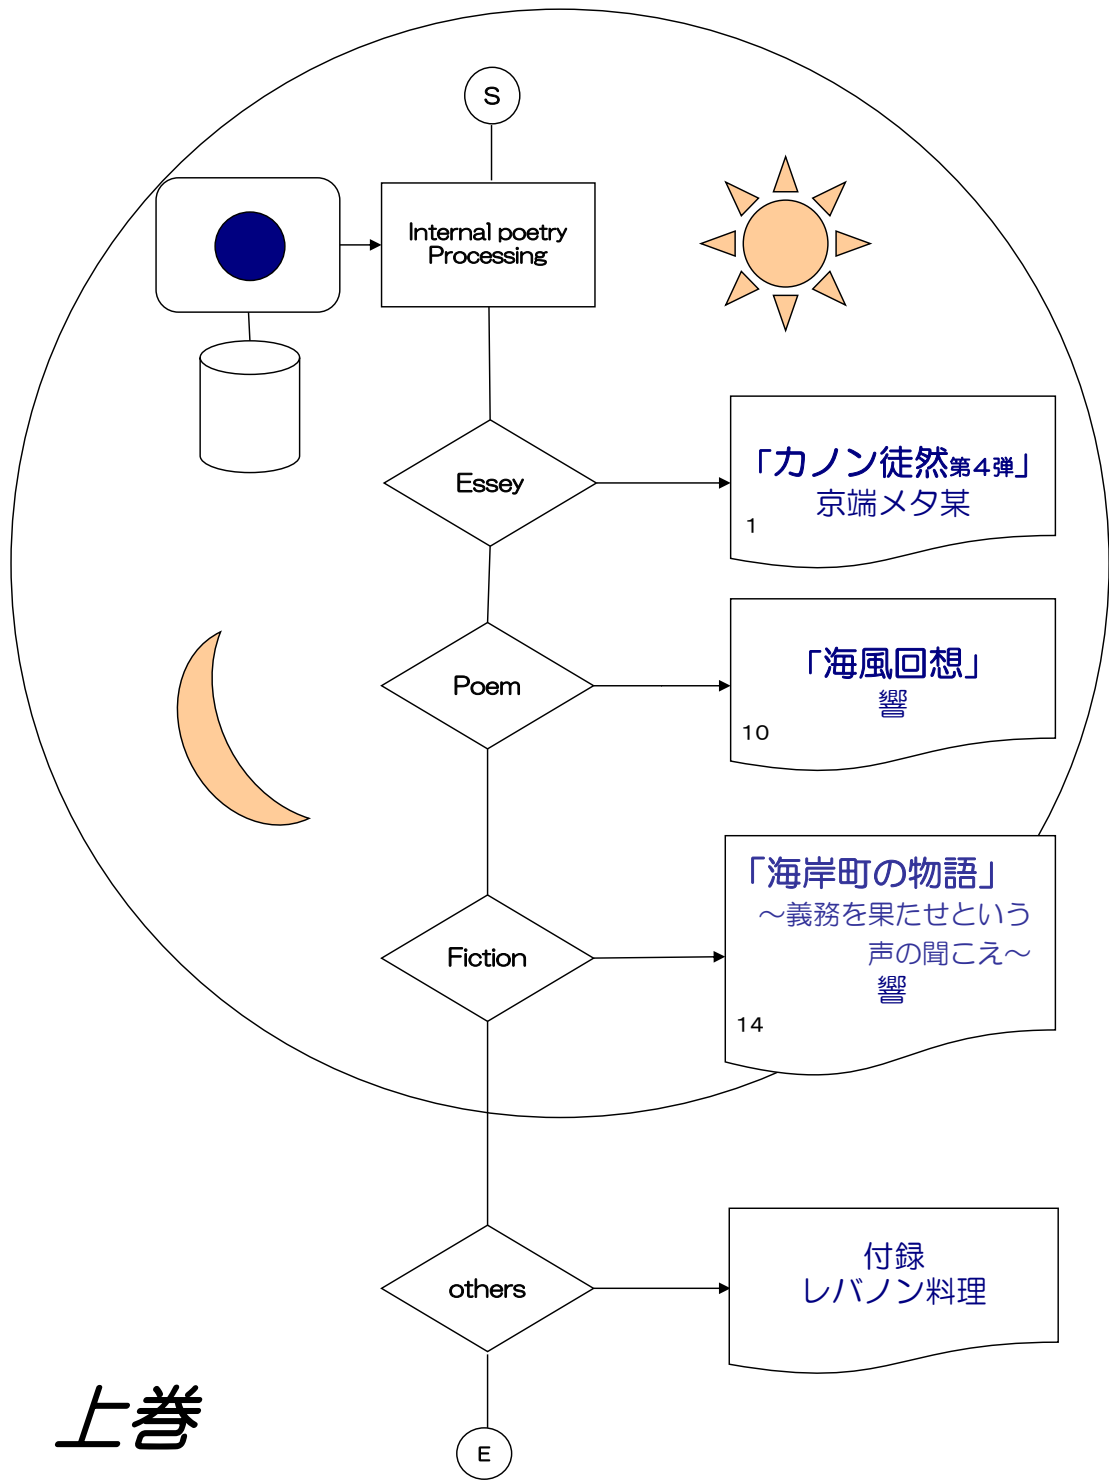 S
Internal poetry
Processing
Essey
「カノン徒然第4弾」
京端メタ某
1
Poem
「海風回想」
響
10
Fiction
「海岸町の物語」
～義務を果たせという
声の聞こえ～
響
14
others
付録
レバノン料理
上巻
E